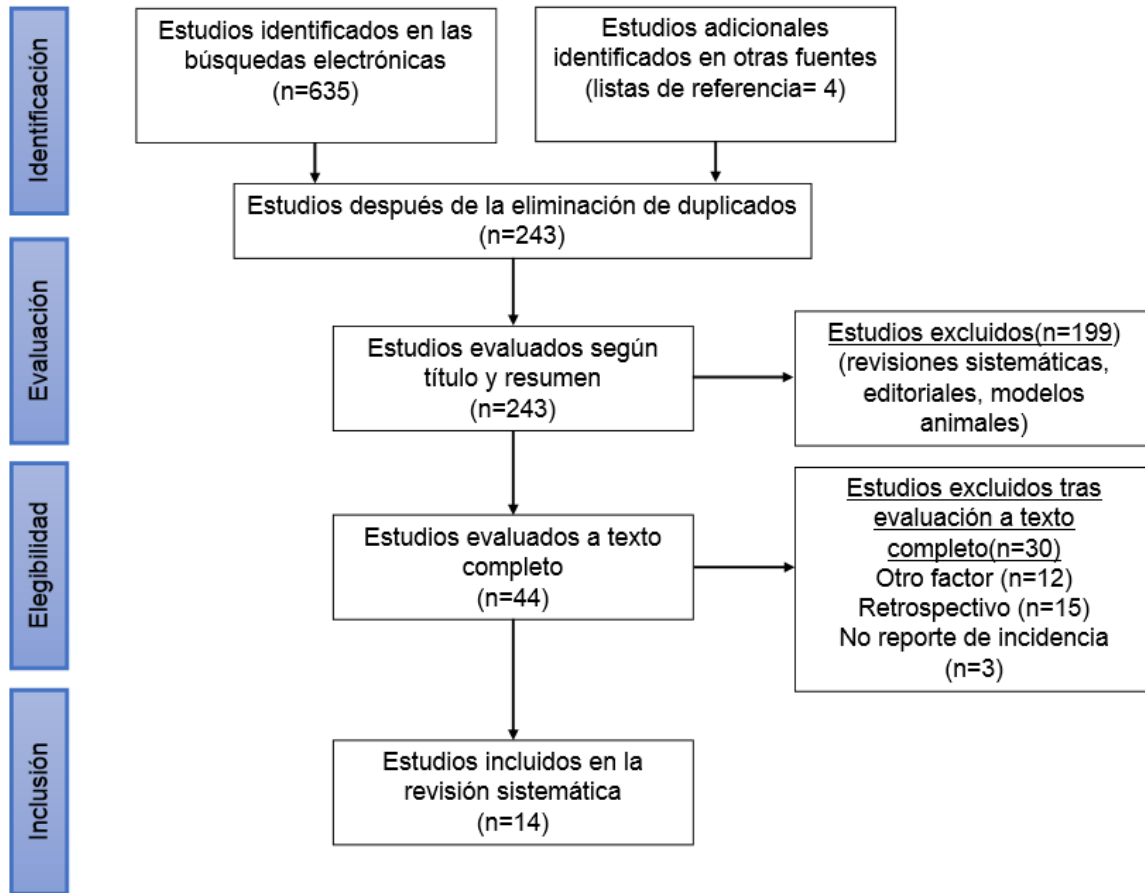 Identificación
Estudios identificados en las
búsquedas electrónicas
(n=635)
Estudios adicionales
identificados en otras fuentes
(listas de referencia= 4)
Estudios después de la eliminación de duplicados
(n=243)
Evaluación
Estudios evaluados según
título y resumen
(n=243)
Estudios excluidos(n=199)
(revisiones sistemáticas,
editoriales, modelos
animales)
Elegibilidad
Estudios evaluados a texto
completo
(n=44)
Estudios excluidos tras
evaluación a texto
completo(n=30)
Otro factor (n=12)
Retrospectivo (n=15)
No reporte de incidencia
(n=3)
Inclusión
Estudios incluidos en la
revisión sistemática
(n=14)